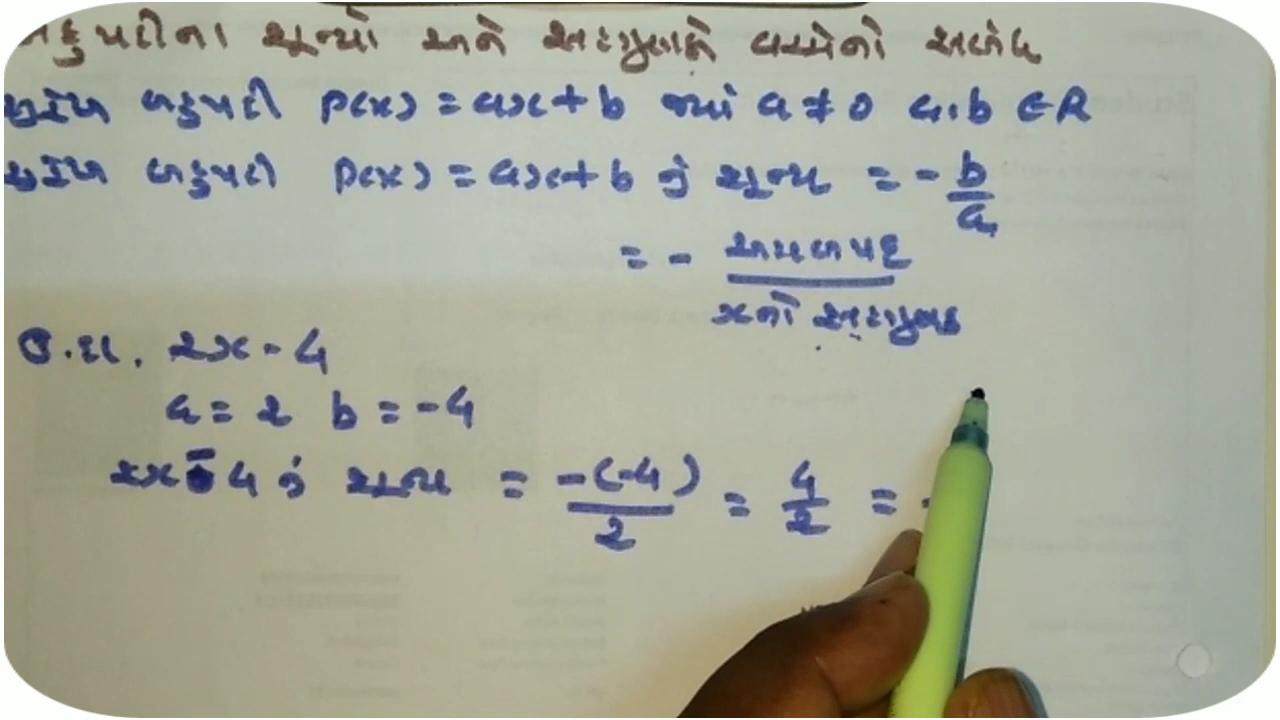 બહુપદીના શૂન્યો અને સહગુણકો વચ્ચેનો સંબંધ
સુરેખ બહુપદી P(x) = ax + b જ્યાં a ≠ 0 a, b ∈ R
સુરેખ બહુપદી P(x) = ax + b નું શૂન્ય = - b/a
= - અચળપદ / xનો સહગુણક
ઉ.દા. 2x - 4
a = 2 b = -4
2x - 4 નું શૂન્ય = -(-4)/2 = 4/2 =